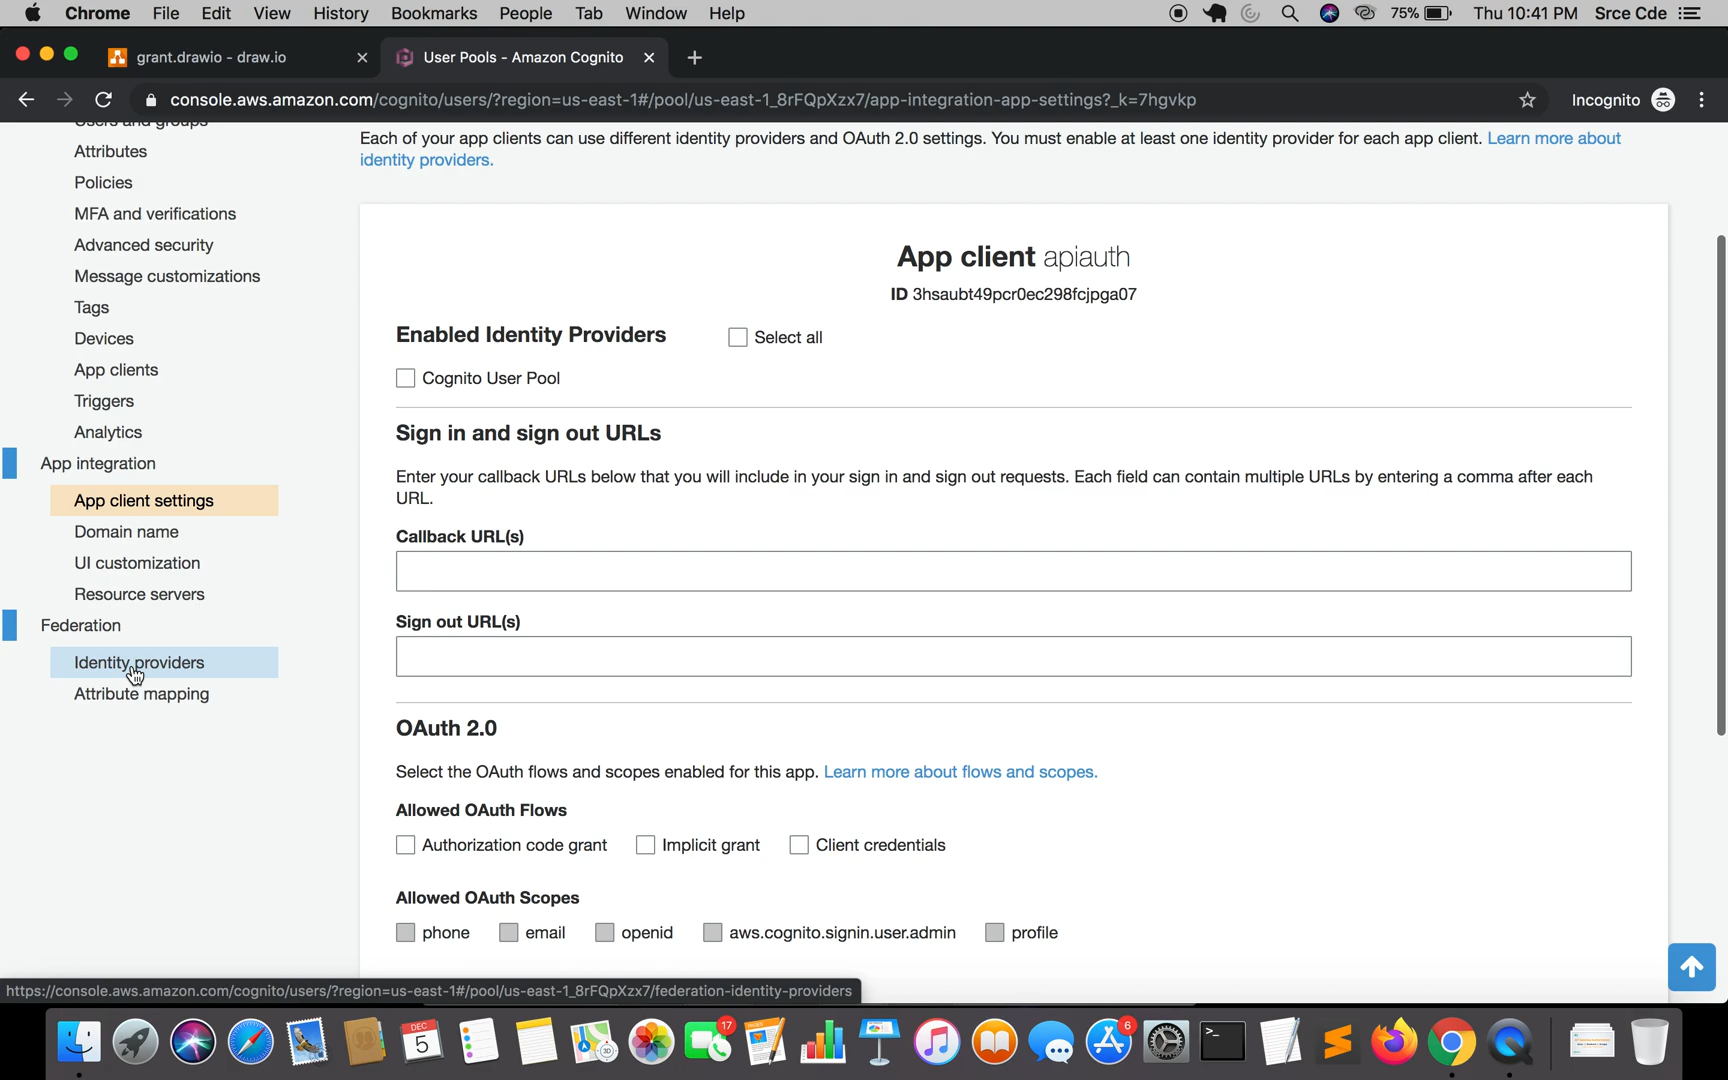 Chrome File Edit View History Bookmarks People Tab Window Help 75% Thu 10:41 PM Srce Cde
grant.drawio - draw.io
User Pools - Amazon Cognito
console.aws.amazon.com/cognito/users/?region=us-east-1#/pool/us-east-1_8rFQpXzx7/app-integration-app-settings?_k=7hgvkp
Incognito
Users and groups
Attributes
Policies
MFA and verifications
Advanced security
Message customizations
Tags
Devices
App clients
Triggers
Analytics
App integration
App client settings
Domain name
UI customization
Resource servers
Federation
Identity providers
Attribute mapping
Each of your app clients can use different identity providers and OAuth 2.0 settings. You must enable at least one identity provider for each app client. Learn more about
identity providers.
App client apiauth
ID 3hsaubt49pcr0ec298fcjpga07
Enabled Identity Providers
Select all
Cognito User Pool
Sign in and sign out URLs
Enter your callback URLs below that you will include in your sign in and sign out requests. Each field can contain multiple URLs by entering a comma after each
URL.
Callback URL(s)
Sign out URL(s)
OAuth 2.0
Select the OAuth flows and scopes enabled for this app. Learn more about flows and scopes.
Allowed OAuth Flows
Authorization code grant Implicit grant Client credentials
Allowed OAuth Scopes
phone email openid aws.cognito.signin.user.admin profile
https://console.aws.amazon.com/cognito/users/?region=us-east-1#/pool/us-east-1_8rFQpXzx7/federation-identity-providers
DEC
5
17
PAGES
6